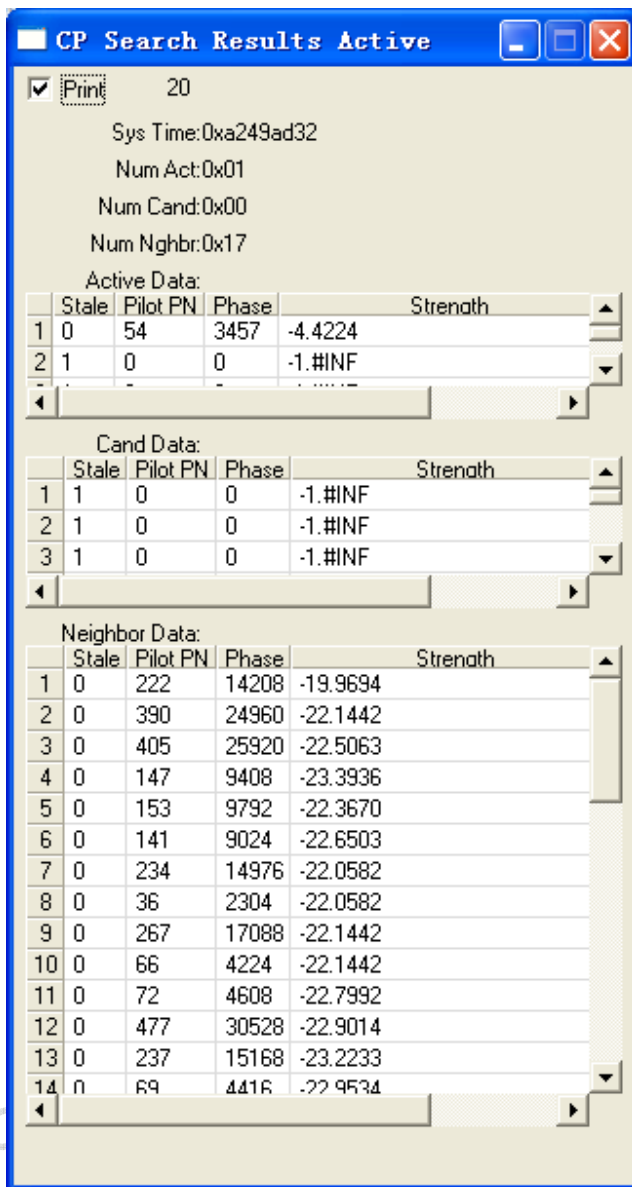 CP Search Results Active
Print 20
Sys Time:0xa249ad32
Num Act:0x01
Num Cand:0x00
Num Nghbr:0x17
Active Data:
Stale Pilot PN Phase Strength
1 0 54 3457 -4.4224
2 1 0 0 -1.#INF
Cand Data:
Stale Pilot PN Phase Strength
1 1 0 0 -1.#INF
2 1 0 0 -1.#INF
3 1 0 0 -1.#INF
Neighbor Data:
Stale Pilot PN Phase Strength
1 0 222 14208 -19.9694
2 0 390 24960 -22.1442
3 0 405 25920 -22.5063
4 0 147 9408 -23.3936
5 0 153 9792 -22.3670
6 0 141 9024 -22.6503
7 0 234 14976 -22.0582
8 0 36 2304 -22.0582
9 0 267 17088 -22.1442
10 0 66 4224 -22.1442
11 0 72 4608 -22.7992
12 0 477 30528 -22.9014
13 0 237 15168 -23.2233
14 0 69 4416 -22.9534